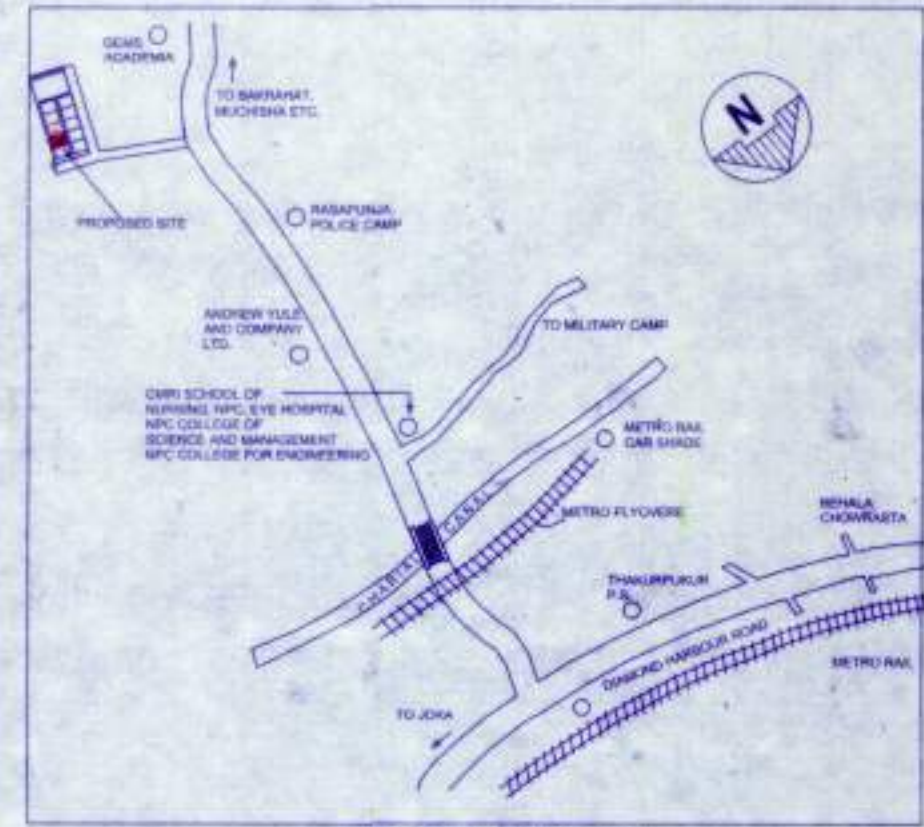 GEMS
ACADEMIA
TO BAKRAHAT,
MUCHISHA ETC.
N
PROPOSED SITE
RASAPUNJA
POLICE CAMP
ANDREW YULE
AND COMPANY
LTD.
TO MILITARY CAMP
CMRI SCHOOL OF
NURSING, NPC, EYE HOSPITAL
NPC COLLEGE OF
SCIENCE AND MANAGEMENT
NPC COLLEGE FOR ENGINEERING
METRO RAIL
CAR SHADE
CHARIAL CANAL
METRO FLYOVERE
BEHALA
CHOWRASTA
THAKURPUKUR
P.S.
DIAMOND HARBOUR ROAD
METRO RAIL
TO JOKA